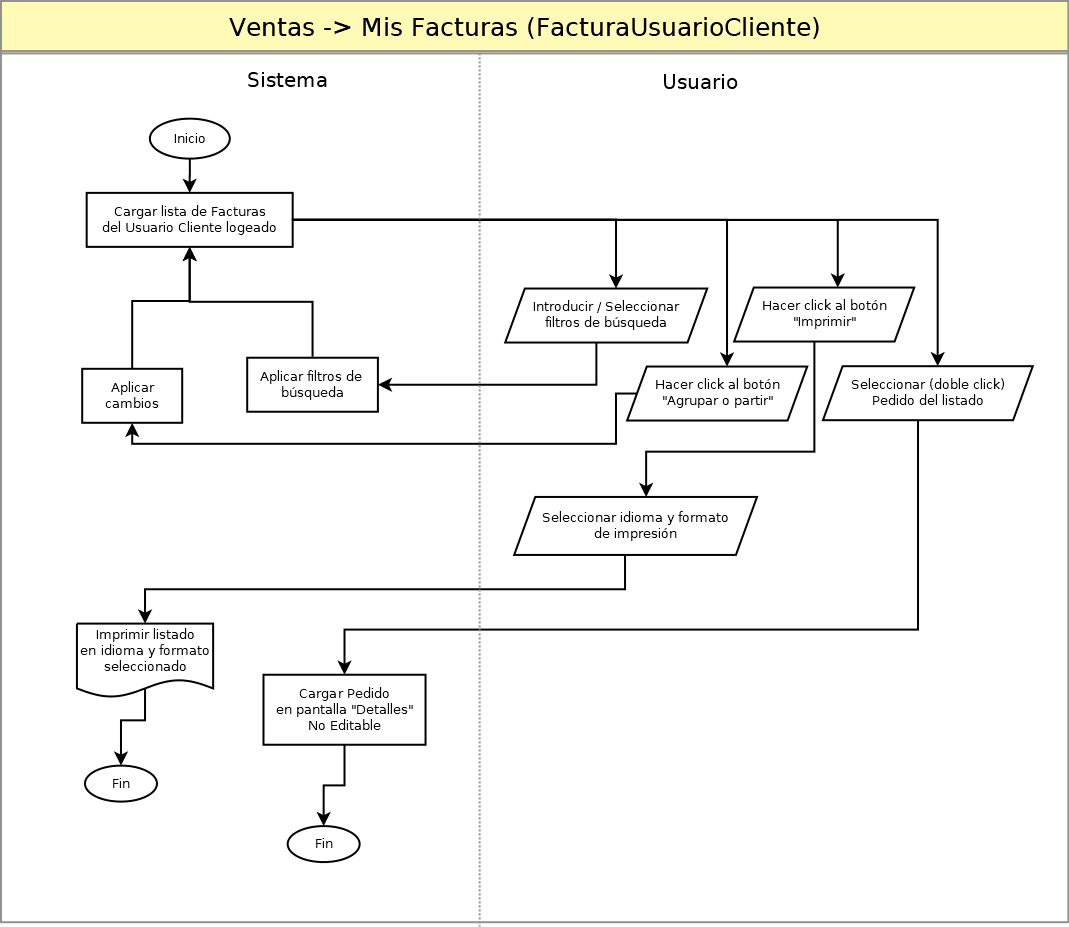 Ventas -> Mis Facturas (FacturaUsuarioCliente)
Sistema
Usuario
Inicio
Cargar lista de Facturas
del Usuario Cliente logeado
Introducir / Seleccionar
filtros de búsqueda
Hacer click al botón
"Imprimir"
Aplicar
cambios
Aplicar filtros de
búsqueda
Hacer click al botón
"Agrupar o partir"
Seleccionar (doble click)
Pedido del listado
Seleccionar idioma y formato
de impresión
Imprimir listado
en idioma y formato
seleccionado
Cargar Pedido
en pantalla "Detalles"
No Editable
Fin
Fin